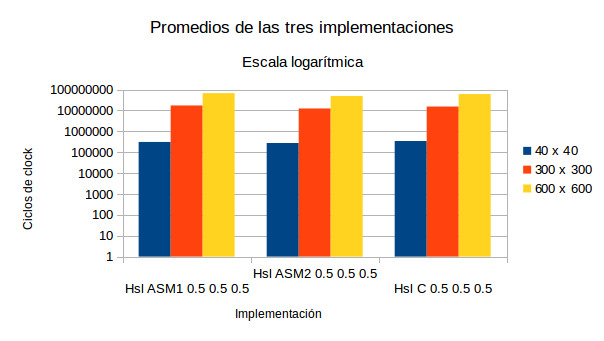 Promedios de las tres implementaciones
Escala logarítmica
100000000
10000000
1000000
100000
10000
1000
100
10
1
Ciclos de clock
Hsl ASM1 0.5 0.5 0.5
Hsl ASM2 0.5 0.5 0.5
Hsl C 0.5 0.5 0.5
Implementación
40 x 40
300 x 300
600 x 600